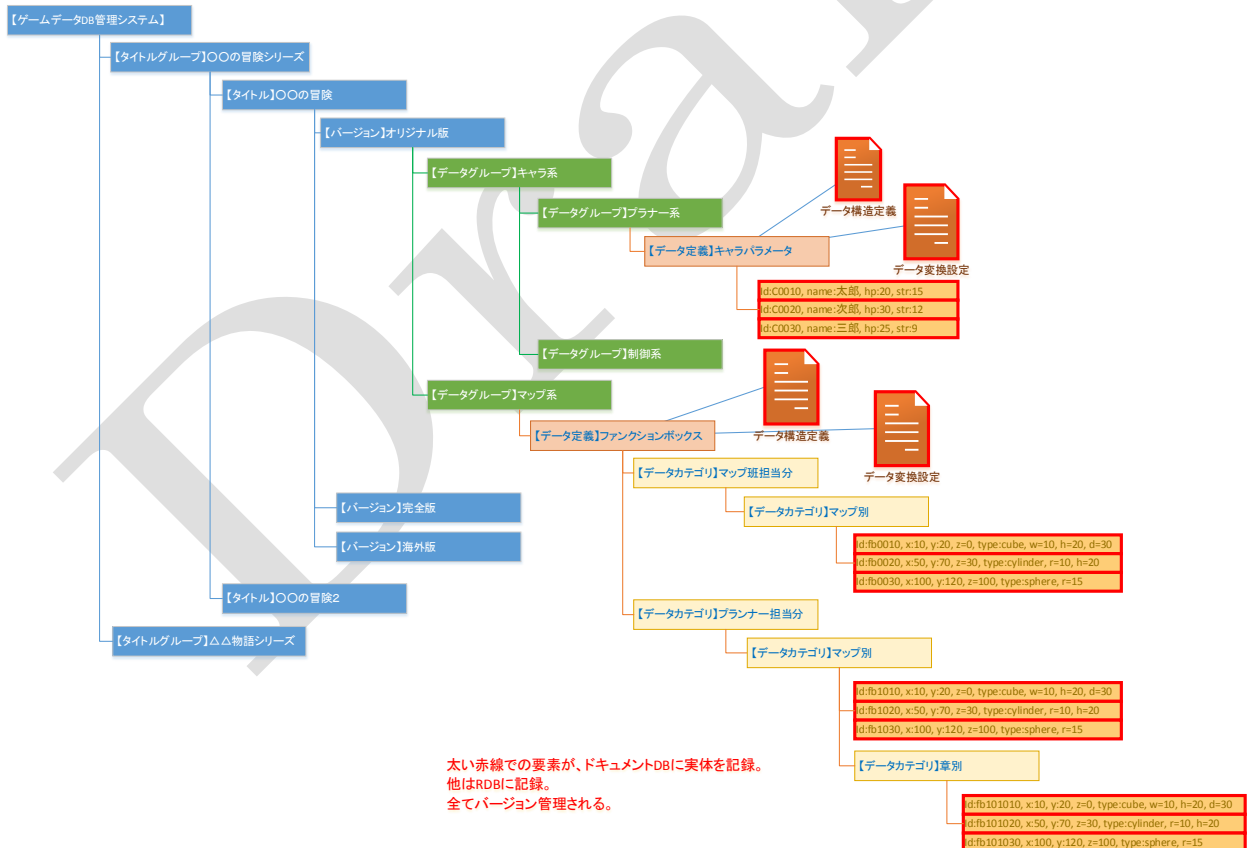 【ゲームデータDB管理システム】
【タイトルグループ】〇〇の冒険シリーズ
【タイトル】〇〇の冒険
【バージョン】オリジナル版
【データグループ】キャラ系
データ構造定義
【データグループ】プラナー系
【データ定義】キャラパラメータ
データ変換設定
id:C0010, name:太郎, hp:20, str:15
id:C0020, name:次郎, hp:30, str:12
id:C0030, name:三郎, hp:25, str:9
【データグループ】制御系
【データグループ】マップ系
【データ定義】ファンクションボックス
データ構造定義
【データカテゴリ】マップ班担当分
データ変換設定
【バージョン】完全版
【データカテゴリ】マップ別
【バージョン】海外版
id:fb0010, x:10, y:20, z=0, type:cube, w=10, h=20, d=30
id:fb0020, x:50, y:70, z=30, type:cylinder, r=10, h=20
id:fb0030, x:100, y:120, z=100, type:sphere, r=15
【タイトル】〇〇の冒険2
【データカテゴリ】プランナー担当分
【タイトルグループ】△△物語シリーズ
【データカテゴリ】マップ別
id:fb1010, x:10, y:20, z=0, type:cube, w=10, h=20, d=30
id:fb1020, x:50, y:70, z=30, type:cylinder, r=10, h=20
id:fb1030, x:100, y:120, z=100, type:sphere, r=15
太い赤線での要素が、ドキュメントDBに実体を記録。
他はRDBに記録。
全てバージョン管理される。
【データカテゴリ】章別
id:fb101010, x:10, y:20, z=0, type:cube, w=10, h=20, d=30
id:fb101020, x:50, y:70, z=30, type:cylinder, r=10, h=20
id:fb101030, x:100, y:120, z=100, type:sphere, r=15